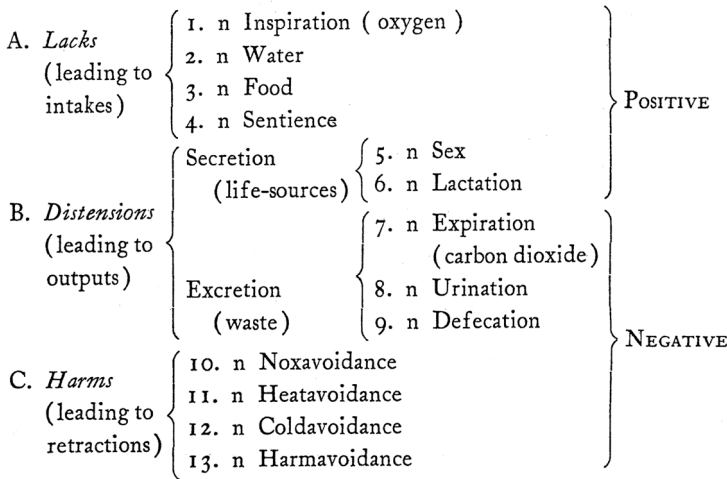 A. Lacks
(leading to
intakes)
1. n Inspiration ( oxygen )
2. n Water
3. n Food
4. n Sentience
B. Distensions
(leading to
outputs)
Secretion
(life-sources)
5. n Sex
6. n Lactation
Excretion
(waste)
7. n Expiration
(carbon dioxide)
8. n Urination
9. n Defecation
C. Harms
(leading to
retractions)
10. n Noxavoidance
11. n Heatavoidance
12. n Coldavoidance
13. n Harmavoidance
POSITIVE
NEGATIVE